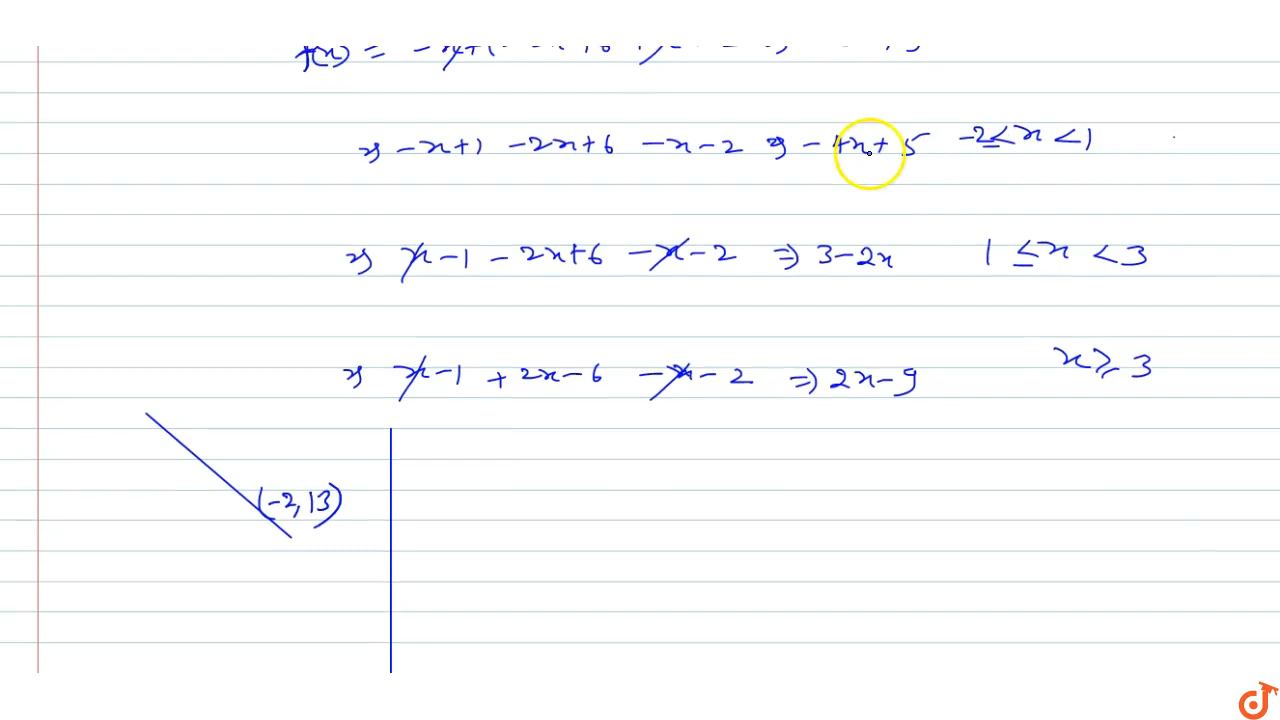 f(x) =
⇒ -x+1 -2x+6 -x-2 ⇒ -4x+5 -2≤x<1
⇒ x-1 -2x+6 -x-2 ⇒ 3-2x 1≤x<3
⇒ x-1 +2x-6 -x-2 ⇒ 2x-9 x≥3
(-2,13)